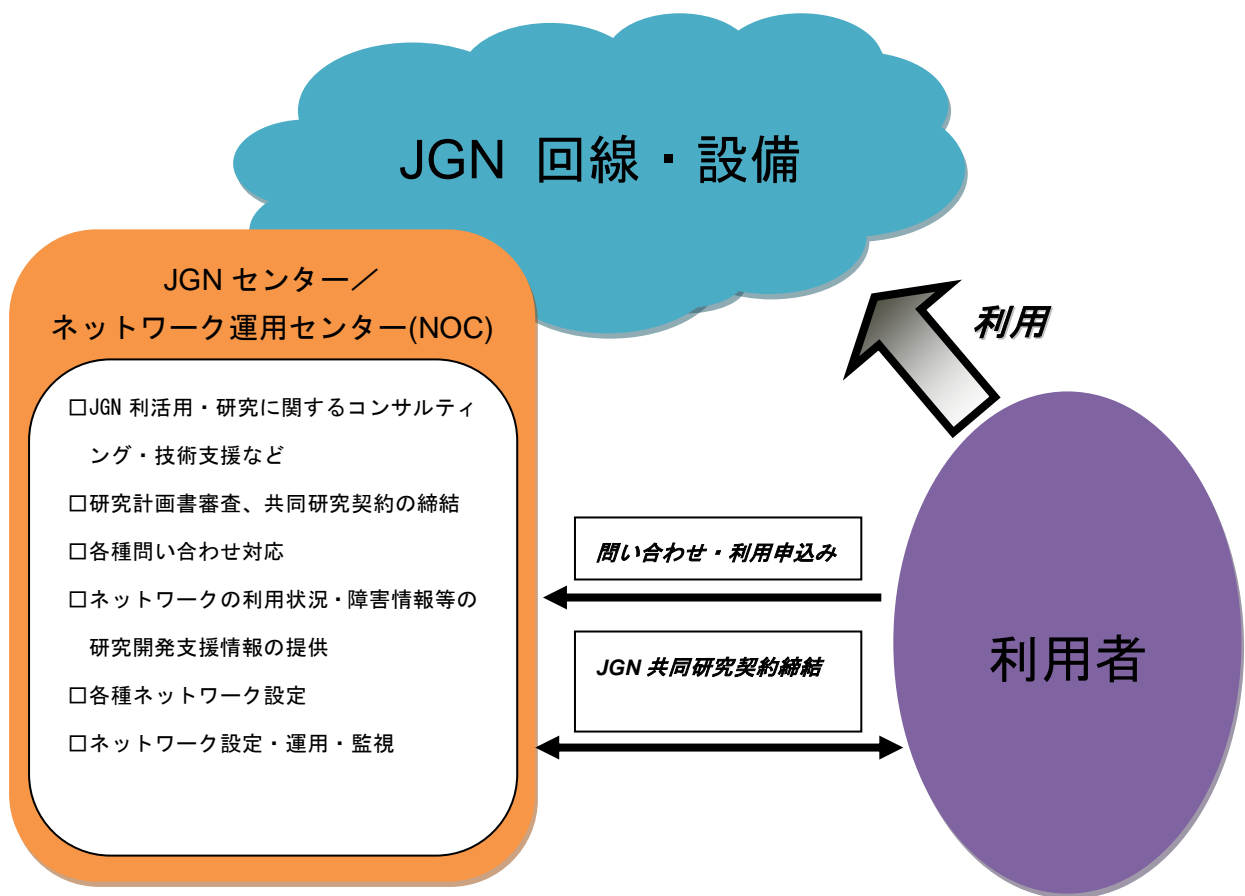 JGN 回線・設備
JGN センター／
ネットワーク運用センター(NOC)
□JGN 利活用・研究に関するコンサルティ
ング・技術支援など
□研究計画書審査、共同研究契約の締結
□各種問い合わせ対応
□ネットワークの利用状況・障害情報等の
研究開発支援情報の提供
□各種ネットワーク設定
□ネットワーク設定・運用・監視
利用
問い合わせ・利用申込み
JGN 共同研究契約締結
利用者